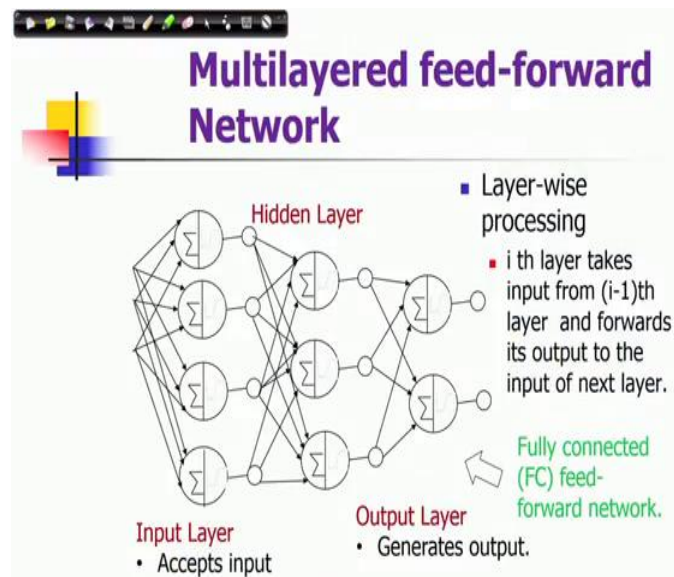 Multilayered feed-forward
Network
Hidden Layer
▪ Layer-wise
processing
▪ i th layer takes
input from (i-1)th
layer and forwards
its output to the
input of next layer.
Σ
Σ
Σ
Σ
Σ
Σ
Σ
Σ
Σ
Fully connected
(FC) feed-
forward network.
Input Layer
• Accepts input
Output Layer
• Generates output.